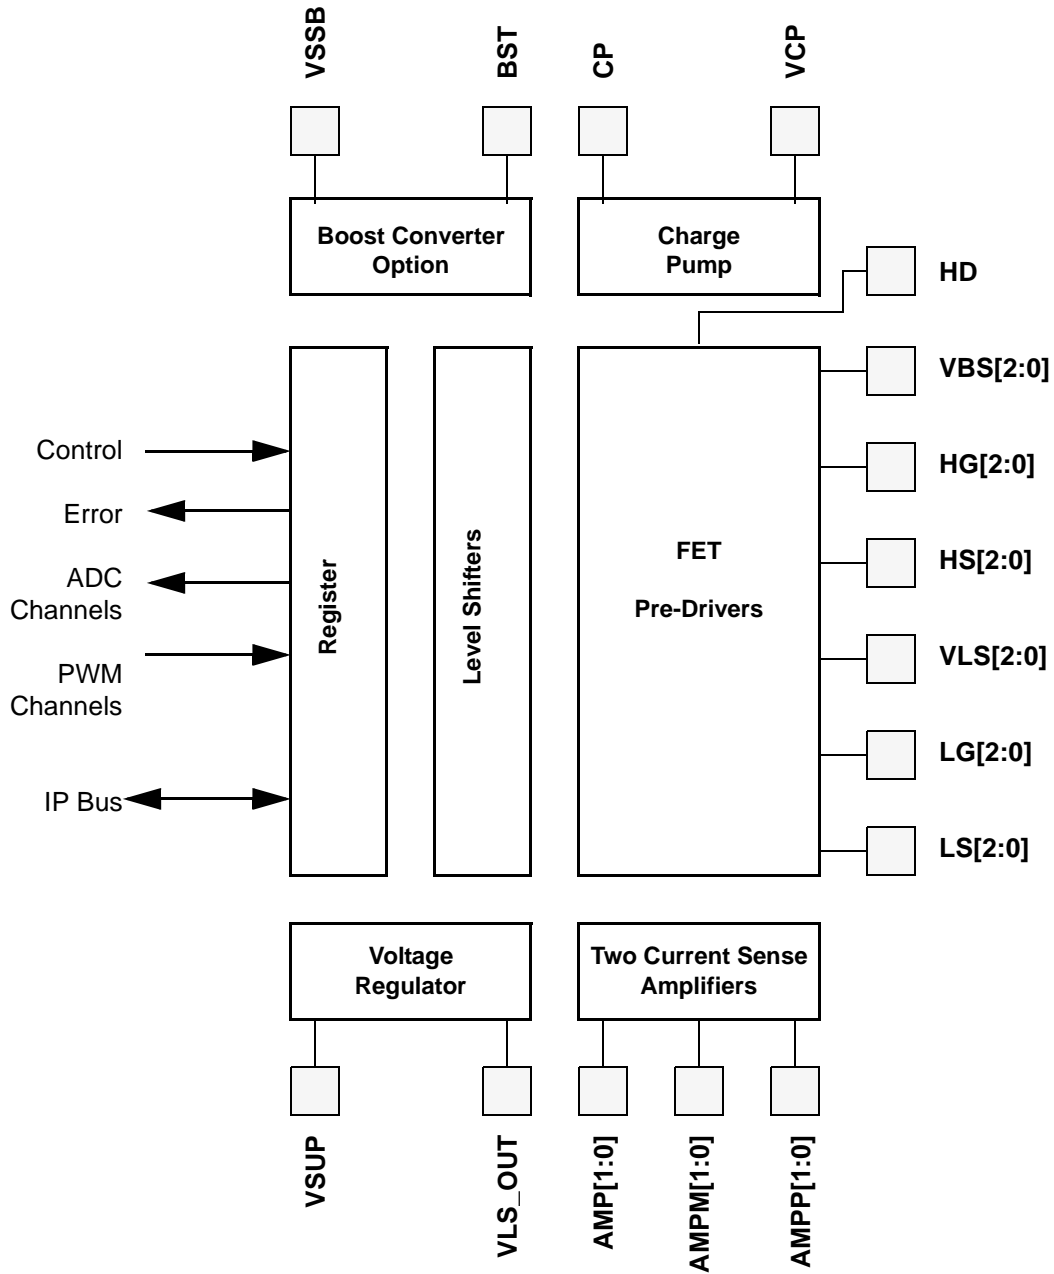 VSSB
BST
CP
VCP
Boost Converter
Option
Charge
Pump
HD
VBS[2:0]
HG[2:0]
HS[2:0]
VLS[2:0]
LG[2:0]
LS[2:0]
Control
Error
ADC
Channels
PWM
Channels
IP Bus
Register
Level Shifters
FET
Pre-Drivers
Voltage
Regulator
Two Current Sense
Amplifiers
VSUP
VLS_OUT
AMP[1:0]
AMPM[1:0]
AMPP[1:0]